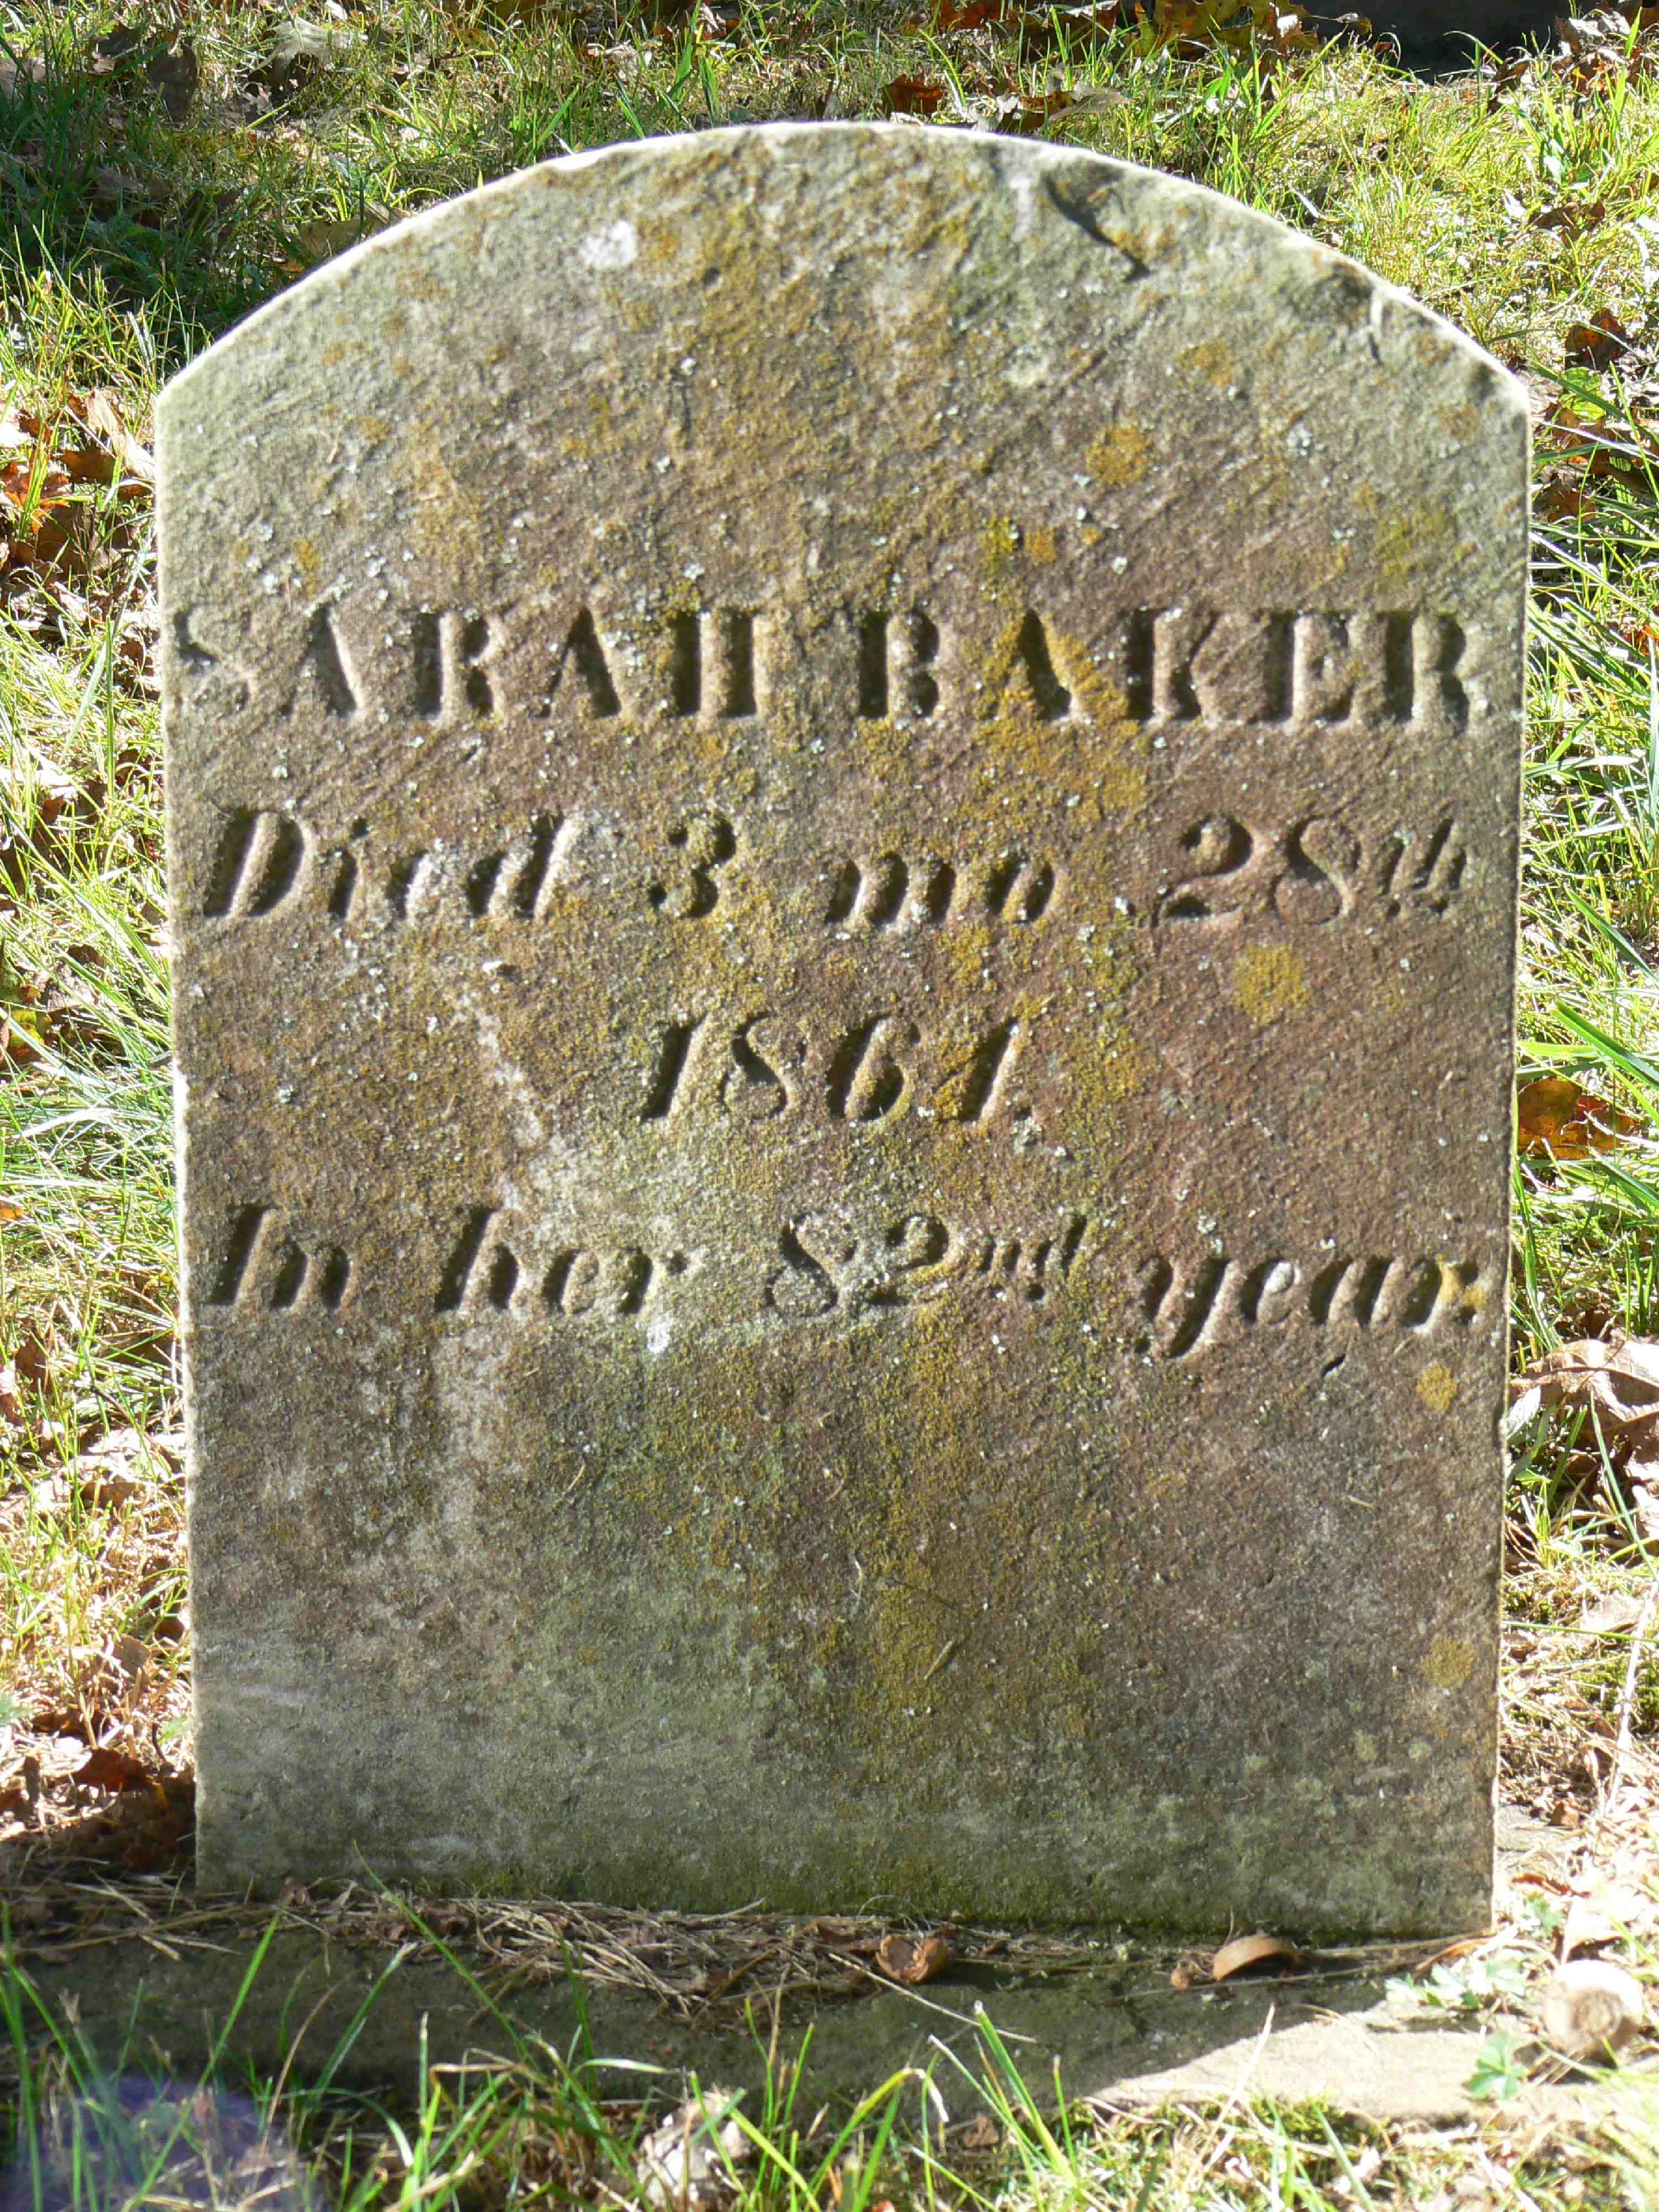 SARAH BAKER
Died 3 mo 28th
1861.
In her 82nd year.